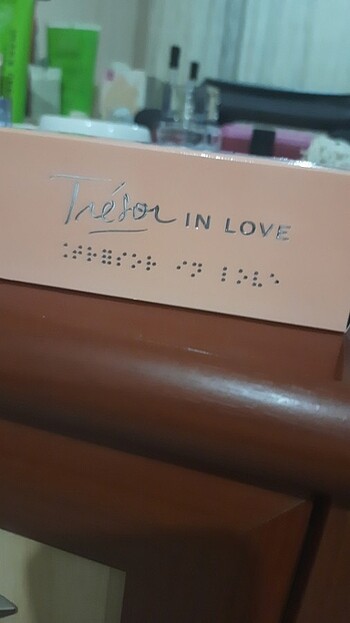 Trésor IN LOVE
⠨⠞⠗⠿⠎⠕⠗ ⠊⠝ ⠇⠕⠧⠑